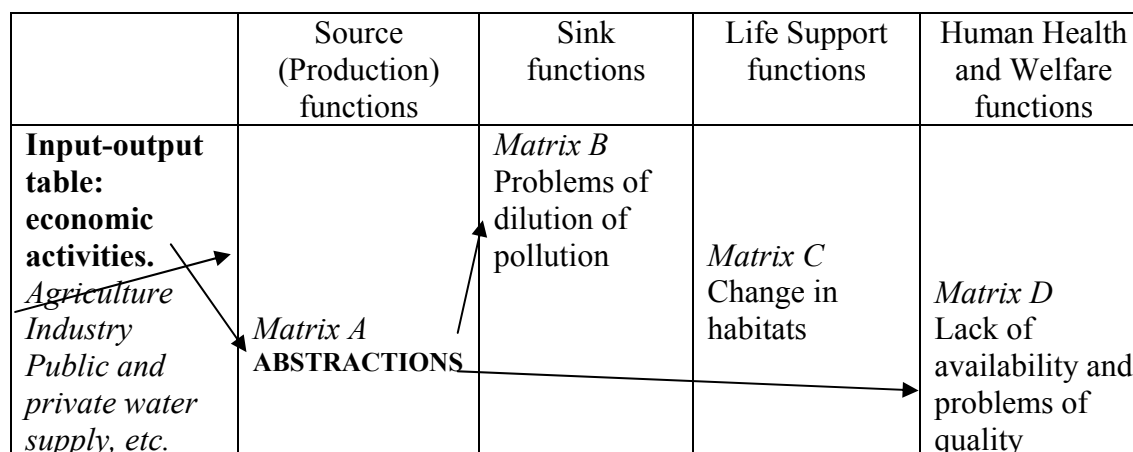 Source
(Production)
functions
Sink
functions
Life Support
functions
Human Health
and Welfare
functions
Input-output
table:
economic
activities.
Agriculture
Industry
Public and
private water
supply, etc.
Matrix A
ABSTRACTIONS
Matrix B
Problems of
dilution of
pollution
Matrix C
Change in
habitats
Matrix D
Lack of
availability and
problems of
quality